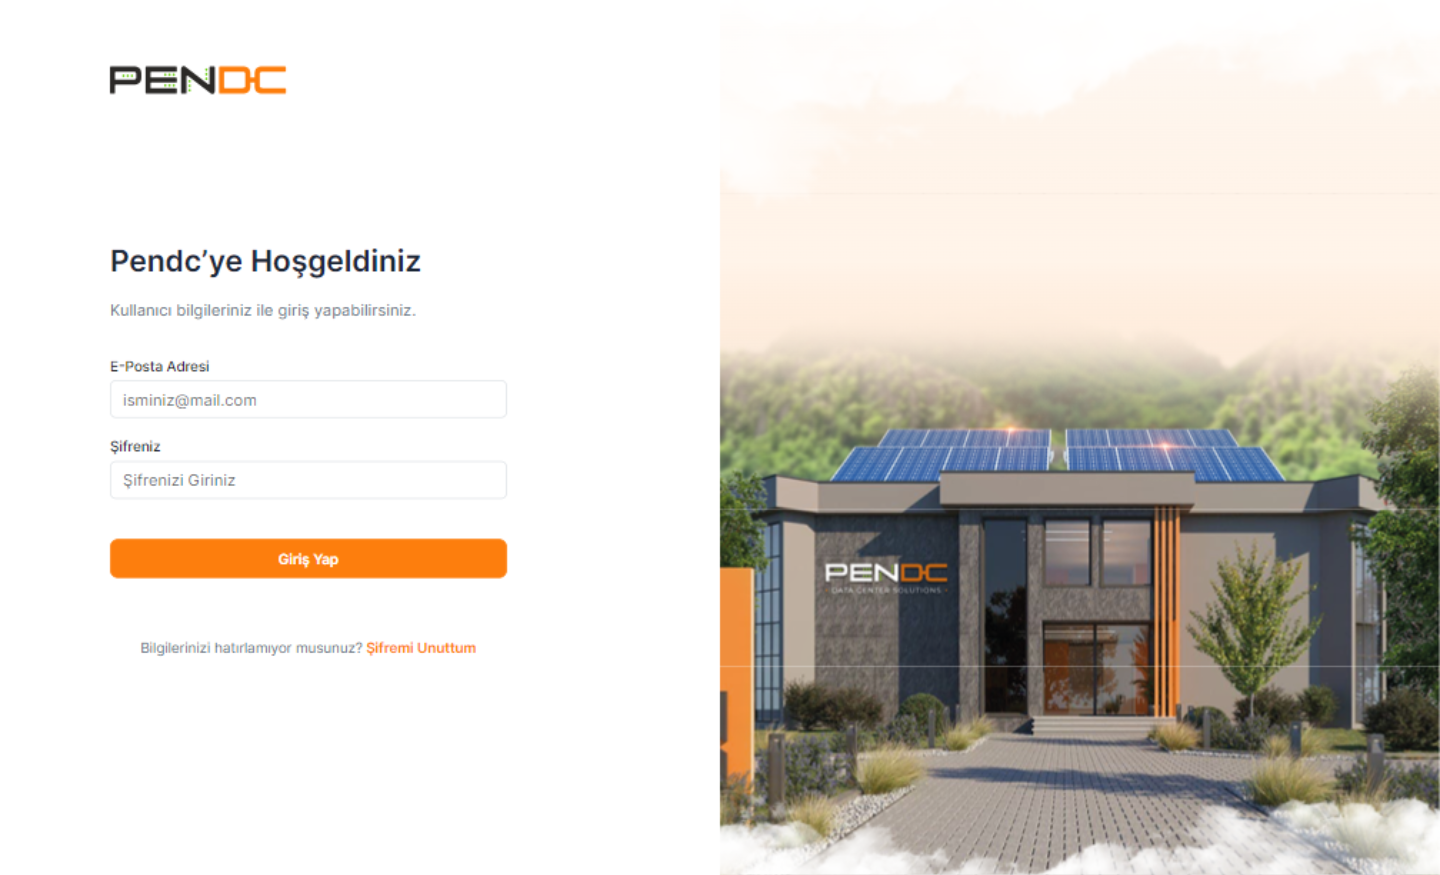 PENDC
Pendc’ye Hoşgeldiniz
Kullanıcı bilgileriniz ile giriş yapabilirsiniz.
E-Posta Adresi
isminiz@mail.com
Şifreniz
Şifrenizi Giriniz
Giriş Yap
Bilgilerinizi hatırlamıyor musunuz? Şifremi Unuttum
PENDC
DATA CENTER SOLUTIONS